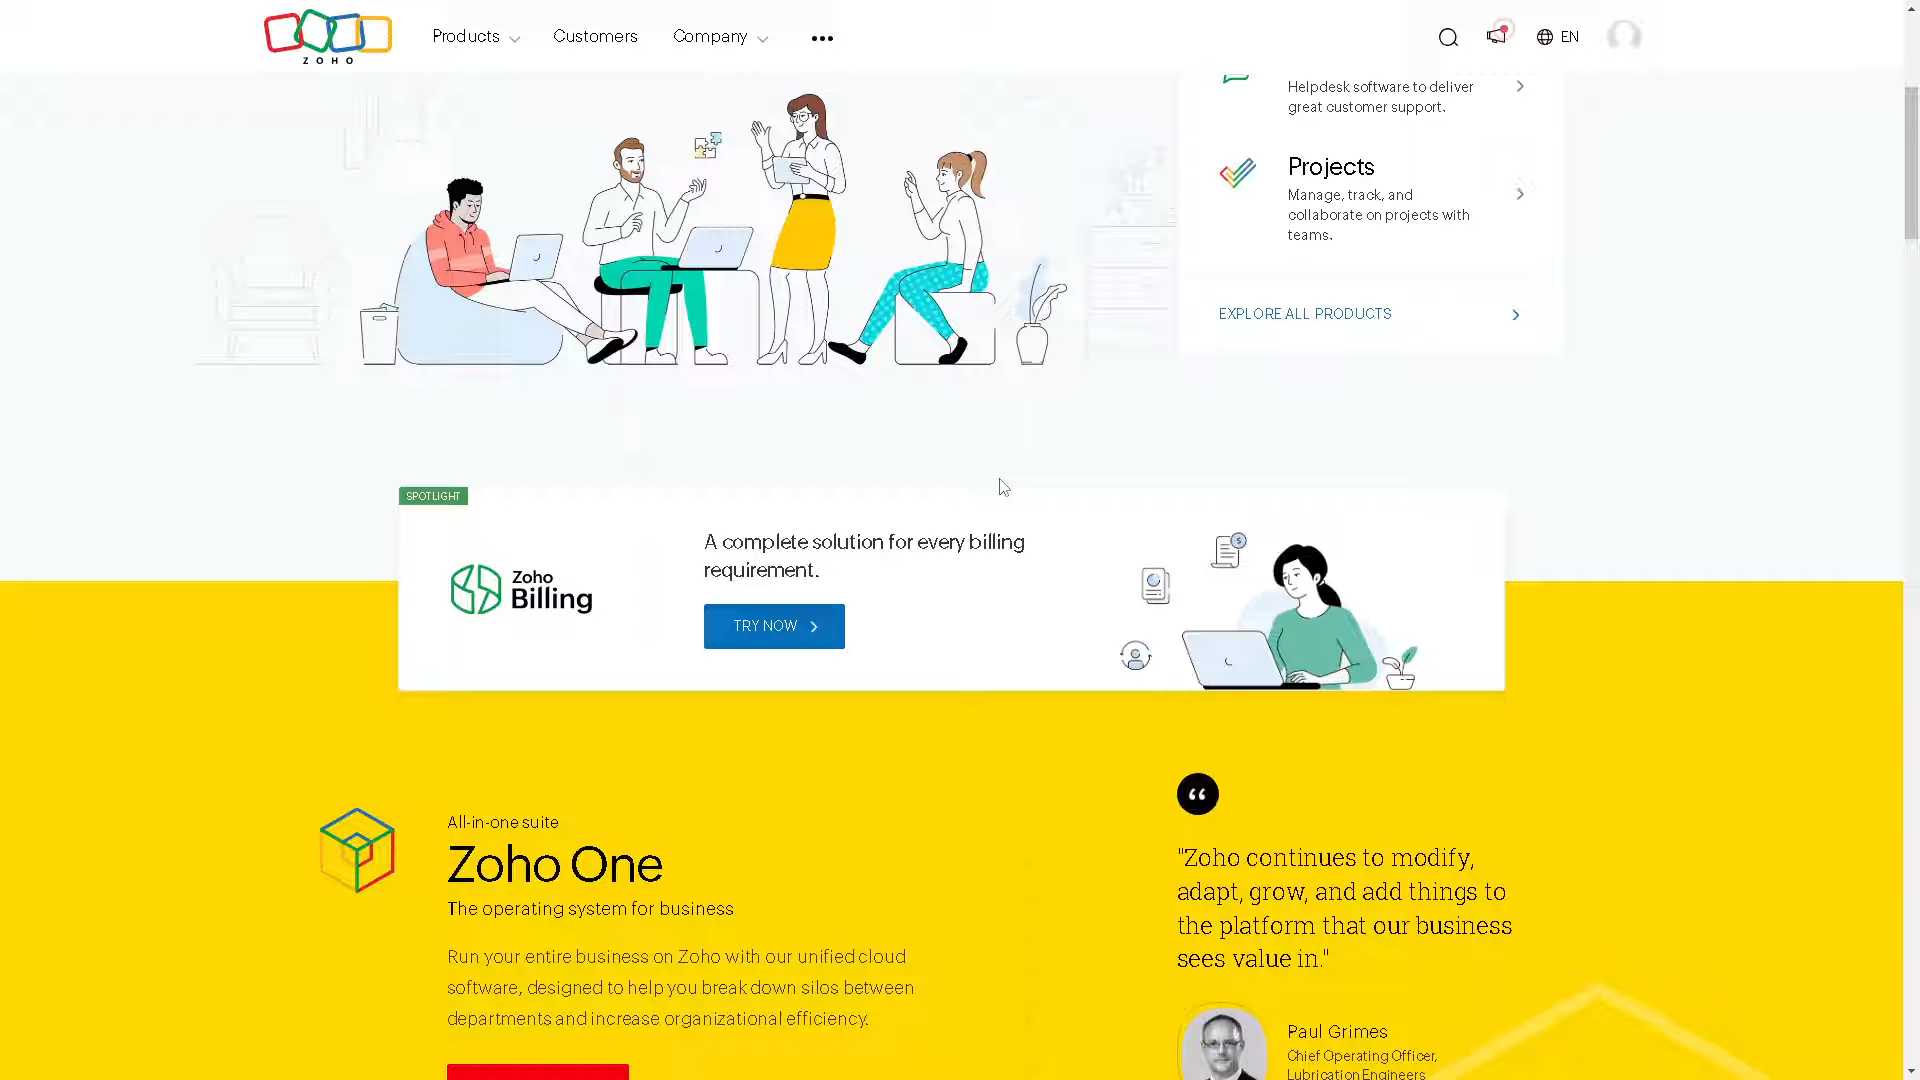 ZOHO
Products
Customers
Company
EN
Helpdesk software to deliver
great customer support.
Projects
Manage, track, and
collaborate on projects with
teams.
EXPLORE ALL PRODUCTS
SPOTLIGHT
Zoho
Billing
A complete solution for every billing
requirement.
TRY NOW
All-in-one suite
Zoho One
The operating system for business
Run your entire business on Zoho with our unified cloud
software, designed to help you break down silos between
departments and increase organizational efficiency.
"Zoho continues to modify,
adapt, grow, and add things to
the platform that our business
sees value in."
Paul Grimes
Chief Operating Officer,
Lubrication Engineers